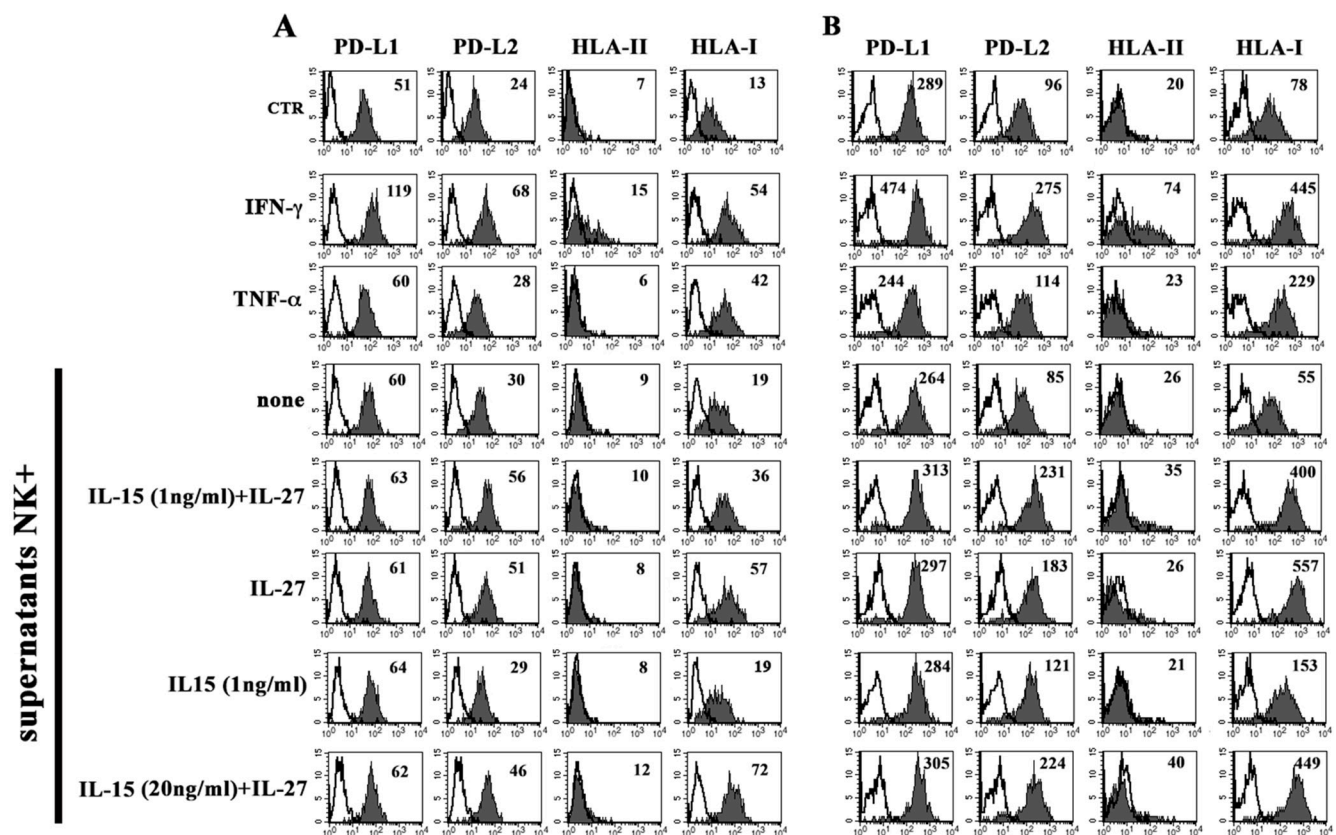 A B
PD-L1 PD-L2 HLA-II HLA-I PD-L1 PD-L2 HLA-II HLA-I
CTR 51 24 7 13 289 96 20 78
IFN-γ 119 68 15 54 474 275 74 445
TNF-α 60 28 6 42 244 114 23 229
supernatants NK+
none 60 30 9 19 264 85 26 55
IL-15 (1ng/ml)+IL-27 63 56 10 36 313 231 35 400
IL-27 61 51 8 57 297 183 26 557
IL15 (1ng/ml) 64 29 8 19 284 121 21 153
IL-15 (20ng/ml)+IL-27 62 46 12 72 305 224 40 449